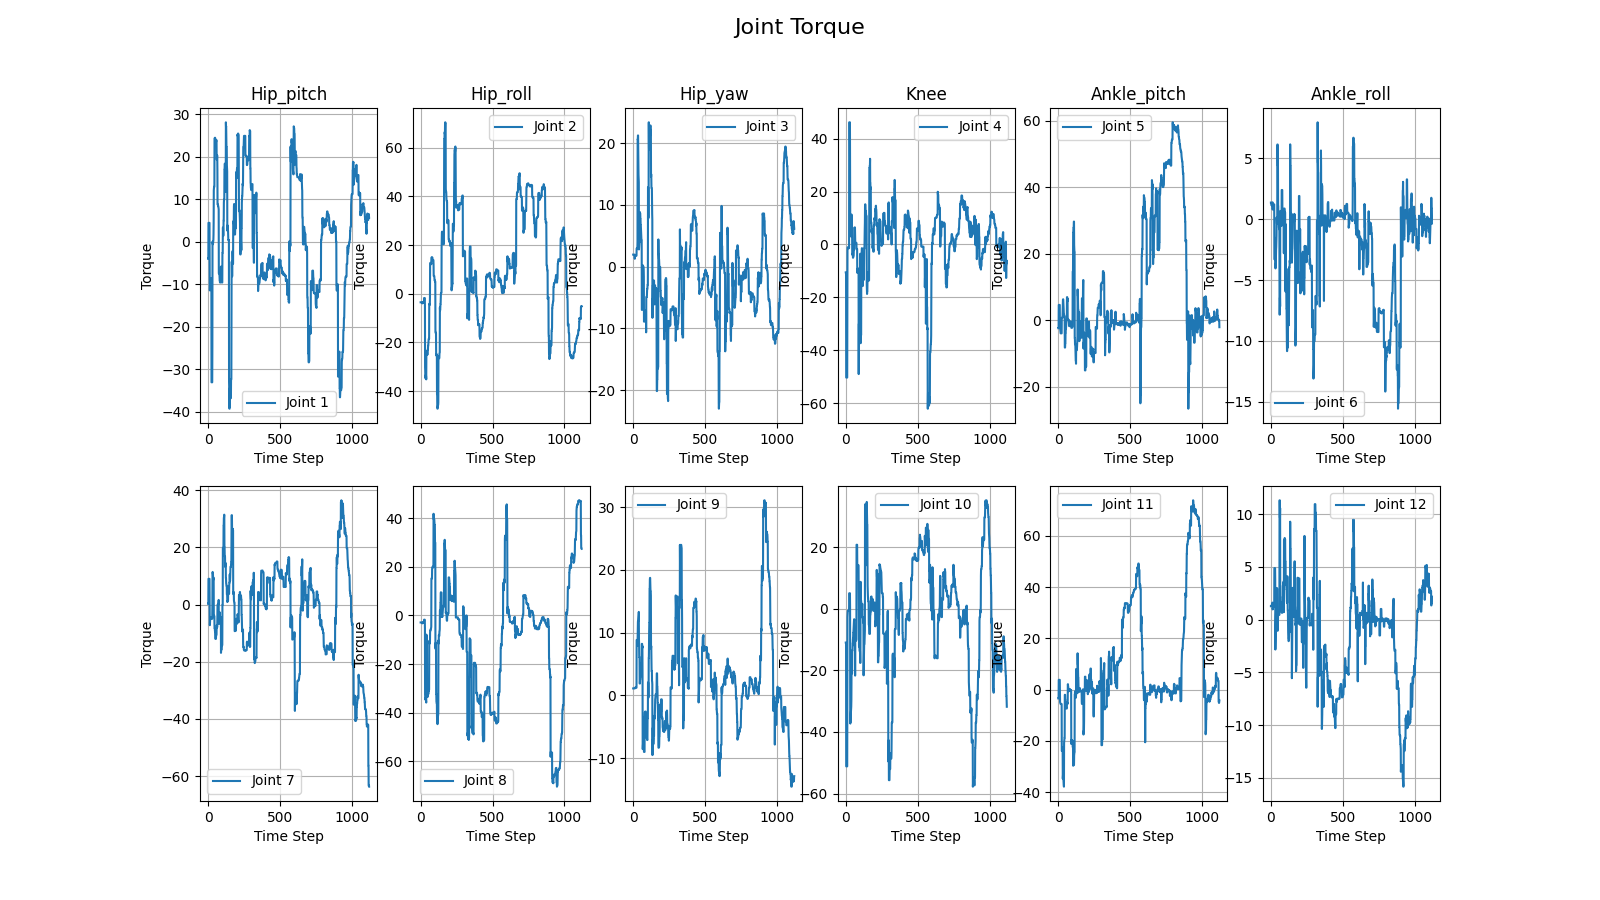 Joint Torque
Hip_pitch Hip_roll Hip_yaw Knee Ankle_pitch Ankle_roll
Torque
30
20
10
0
−10
−20
−30
−40
Joint 1
0 500 1000
Time Step
Torque
60
40
20
0
−20
−40
Joint 2
0 500 1000
Time Step
Torque
20
10
0
−10
−20
Joint 3
0 500 1000
Time Step
Torque
40
20
0
−20
−40
−60
Joint 4
0 500 1000
Time Step
Torque
60
40
20
0
−20
Joint 5
0 500 1000
Time Step
Torque
5
0
−5
−10
−15
Joint 6
0 500 1000
Time Step
Torque
40
20
0
−20
−40
−60
Joint 7
0 500 1000
Time Step
Torque
40
20
0
−20
−40
−60
Joint 8
0 500 1000
Time Step
Torque
30
20
10
0
−10
Joint 9
0 500 1000
Time Step
Torque
20
0
−20
−40
−60
Joint 10
0 500 1000
Time Step
Torque
60
40
20
0
−20
−40
Joint 11
0 500 1000
Time Step
Torque
10
5
0
−5
−10
−15
Joint 12
0 500 1000
Time Step